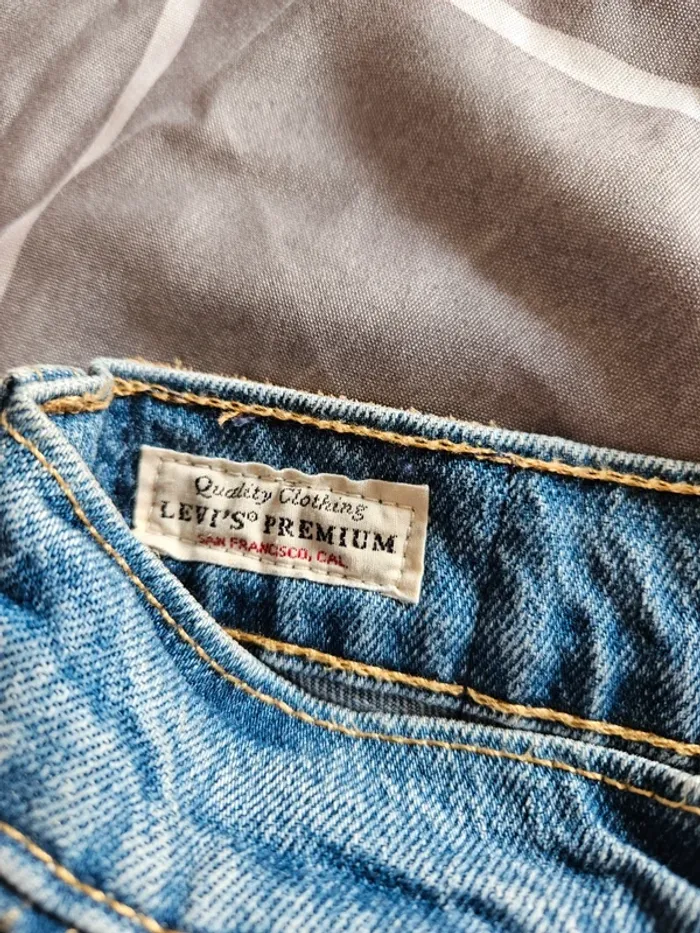 Quality Clothing
LEVI'S® PREMIUM
SAN FRANCISCO, CAL.